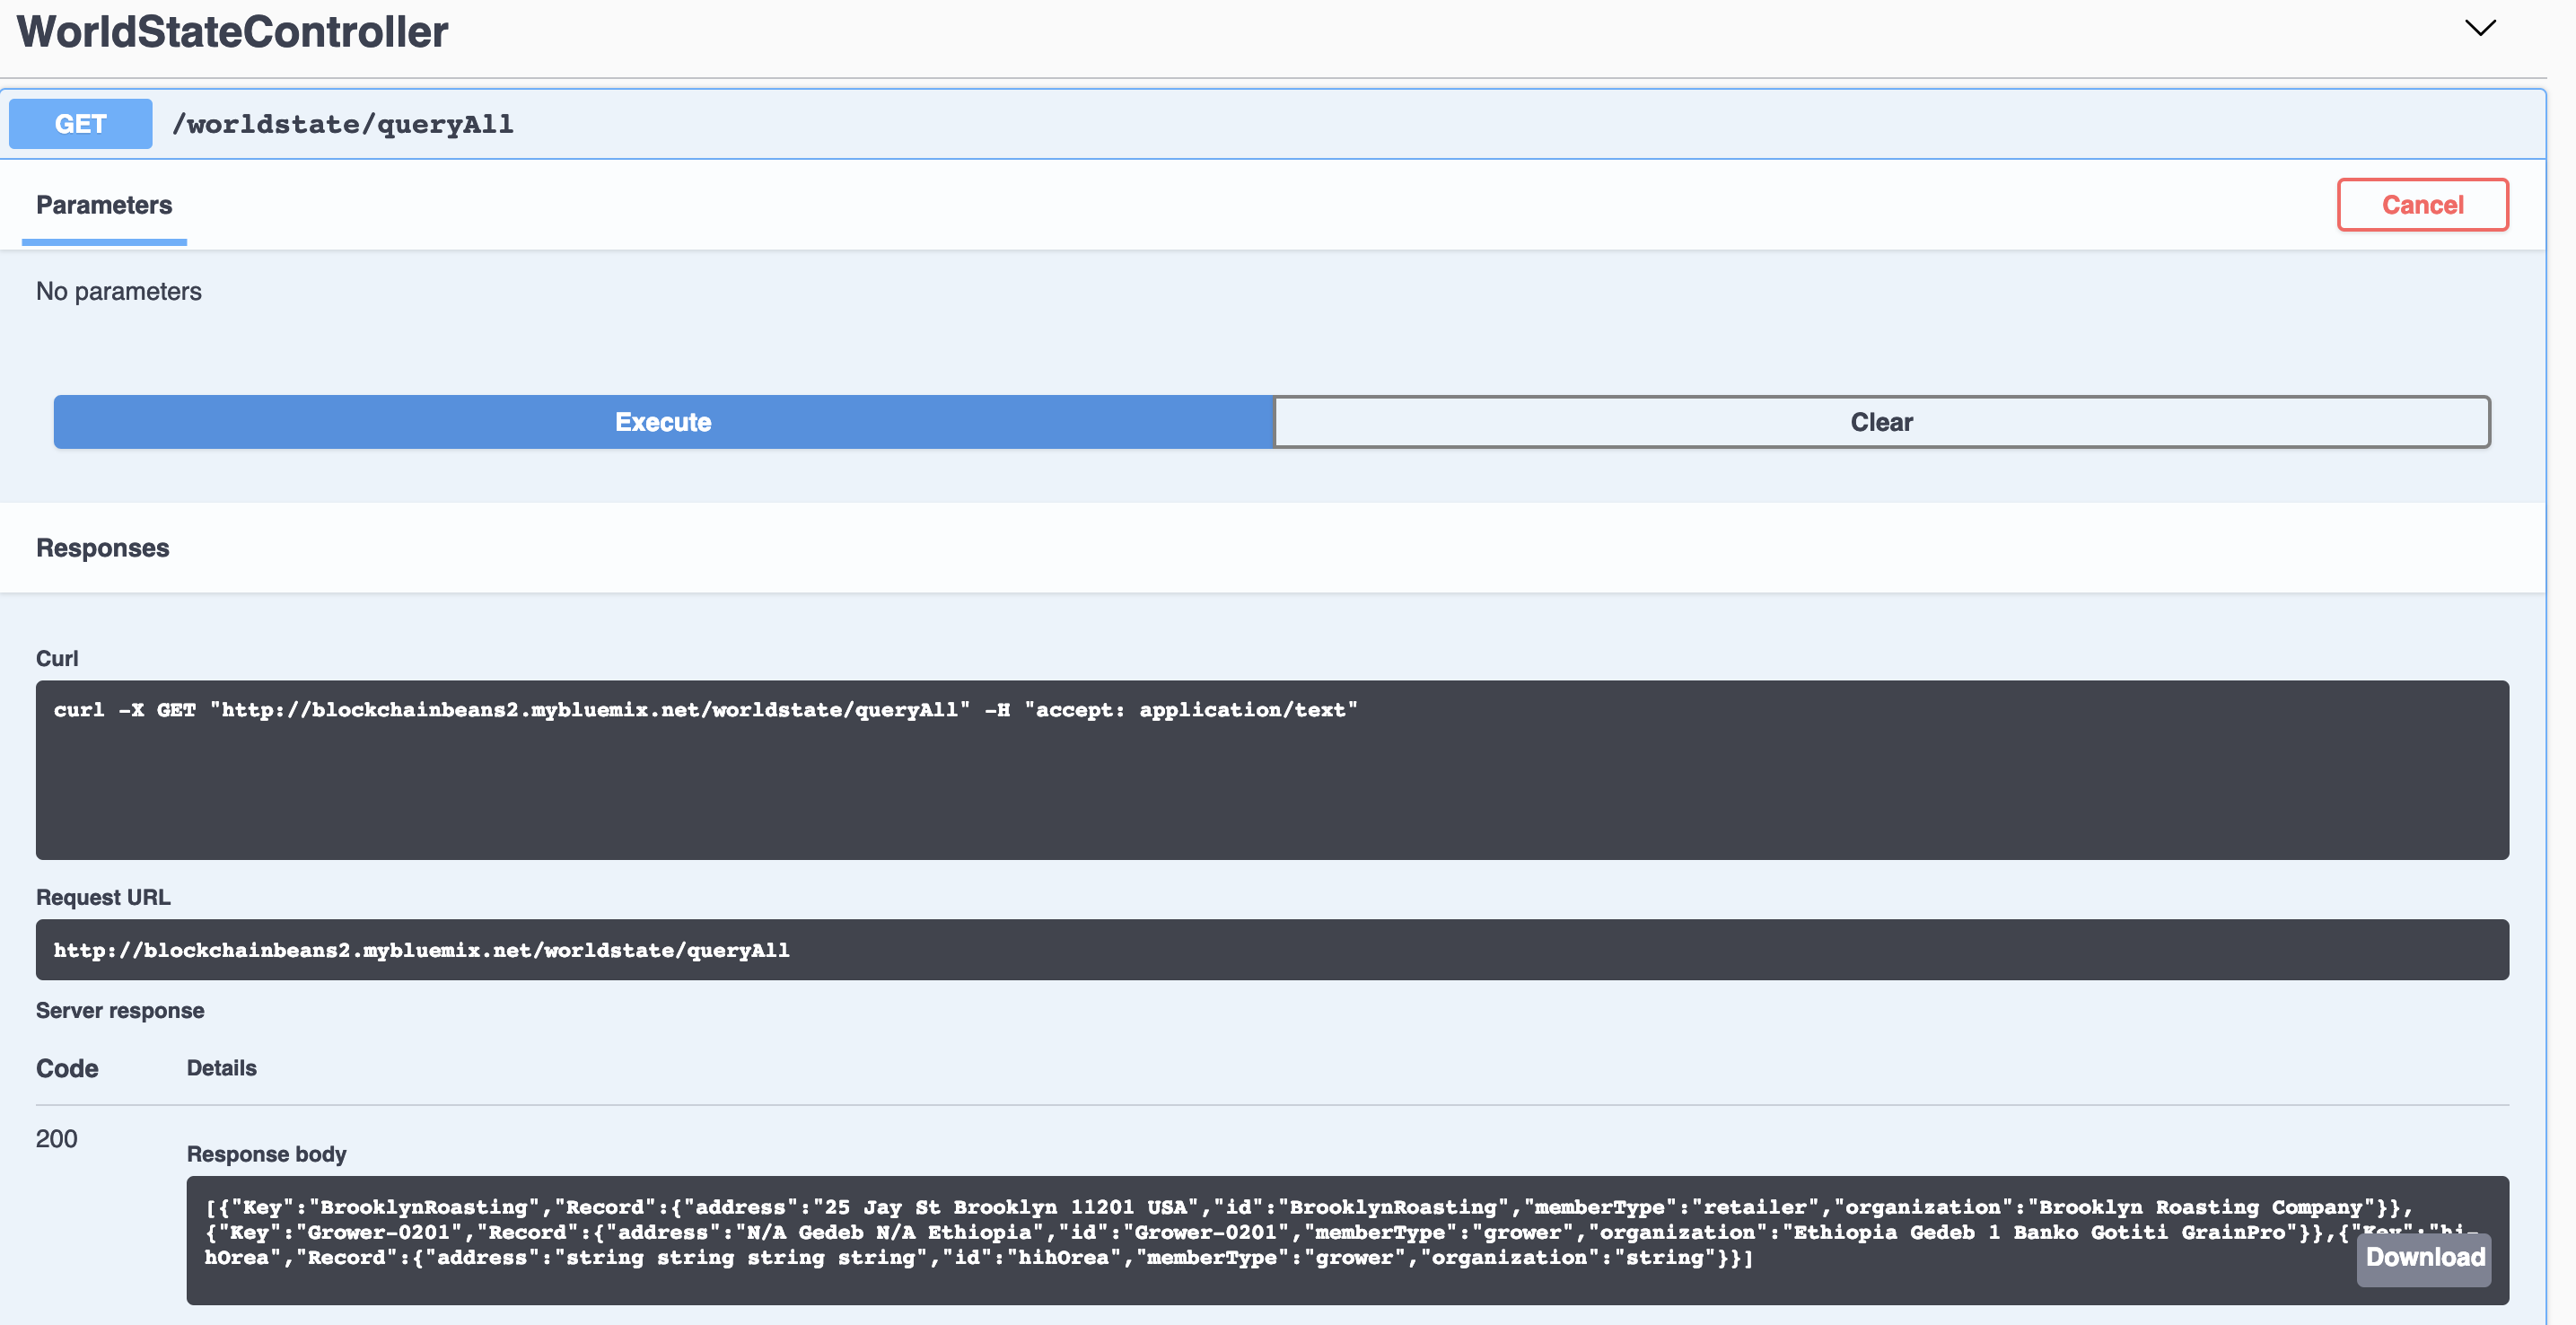 WorldStateController
GET /worldstate/queryAll
Parameters
Cancel
No parameters
Execute
Clear
Responses
Curl
curl -X GET "http://blockchainbeans2.mybluemix.net/worldstate/queryAll" -H "accept: application/text"
Request URL
http://blockchainbeans2.mybluemix.net/worldstate/queryAll
Server response
Code Details
200
Response body
[{"Key":"BrooklynRoasting","Record":{"address":"25 Jay St Brooklyn 11201 USA","id":"BrooklynRoasting","memberType":"retailer","organization":"Brooklyn Roasting Company"}},
{"Key":"Grower-0201","Record":{"address":"N/A Gedeb N/A Ethiopia","id":"Grower-0201","memberType":"grower","organization":"Ethiopia Gedeb 1 Banko Gotiti GrainPro"}},{"Key":"hi-
hOrea","Record":{"address":"string string string string","id":"hihOrea","memberType":"grower","organization":"string"}}]
Download